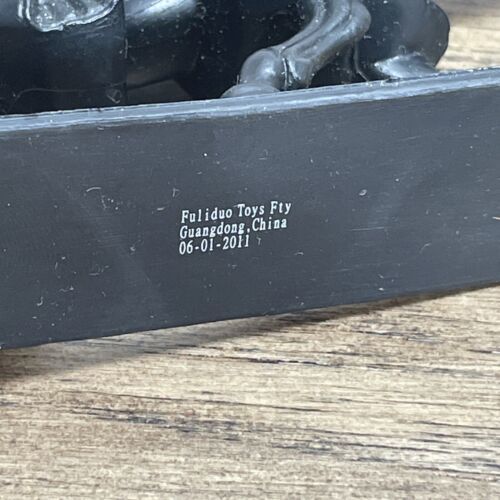 Fuliduo Toys Fty
Guangdong,China
06-01-2011